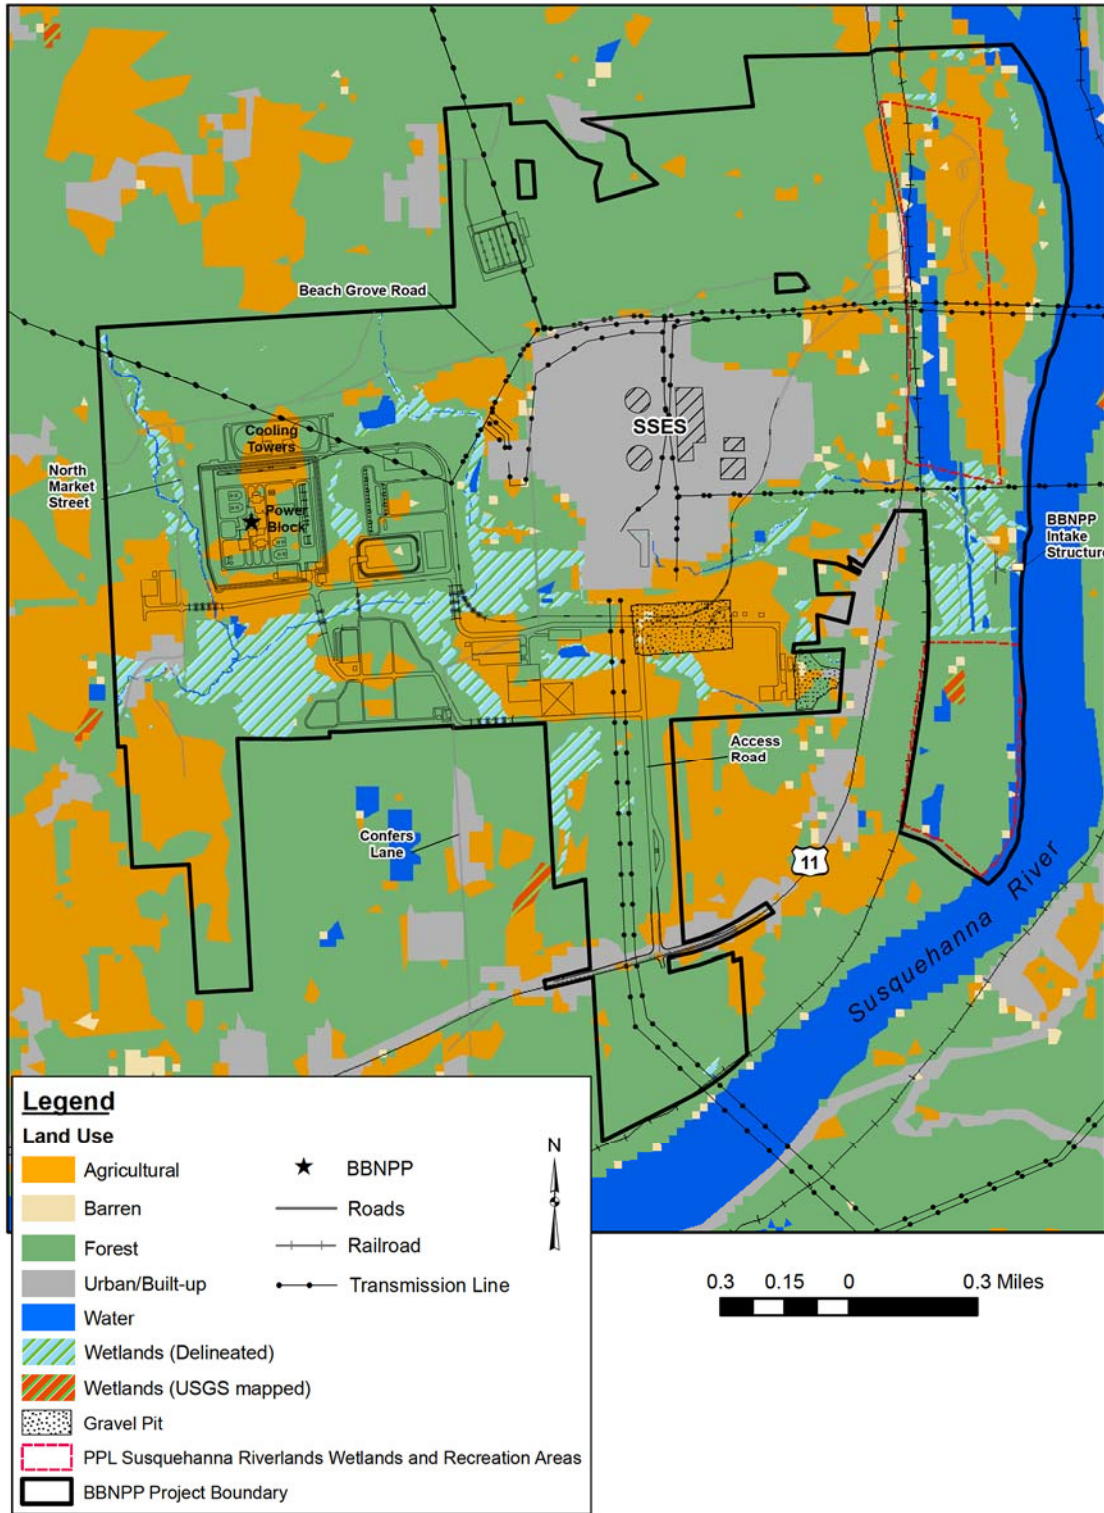 Beach Grove Road
Cooling
Towers
SSES
North
Market
Street
Power
Block
BBNPP
Intake
Structure
Access
Road
Confers
Lane
11
Susquehanna River
Legend
Land Use
Agricultural
Barren
Forest
Urban/Built-up
Water
Wetlands (Delineated)
Wetlands (USGS mapped)
Gravel Pit
PPL Susquehanna Riverlands Wetlands and Recreation Areas
BBNPP Project Boundary
BBNPP
Roads
Railroad
Transmission Line
N
0.3 0.15 0 0.3 Miles